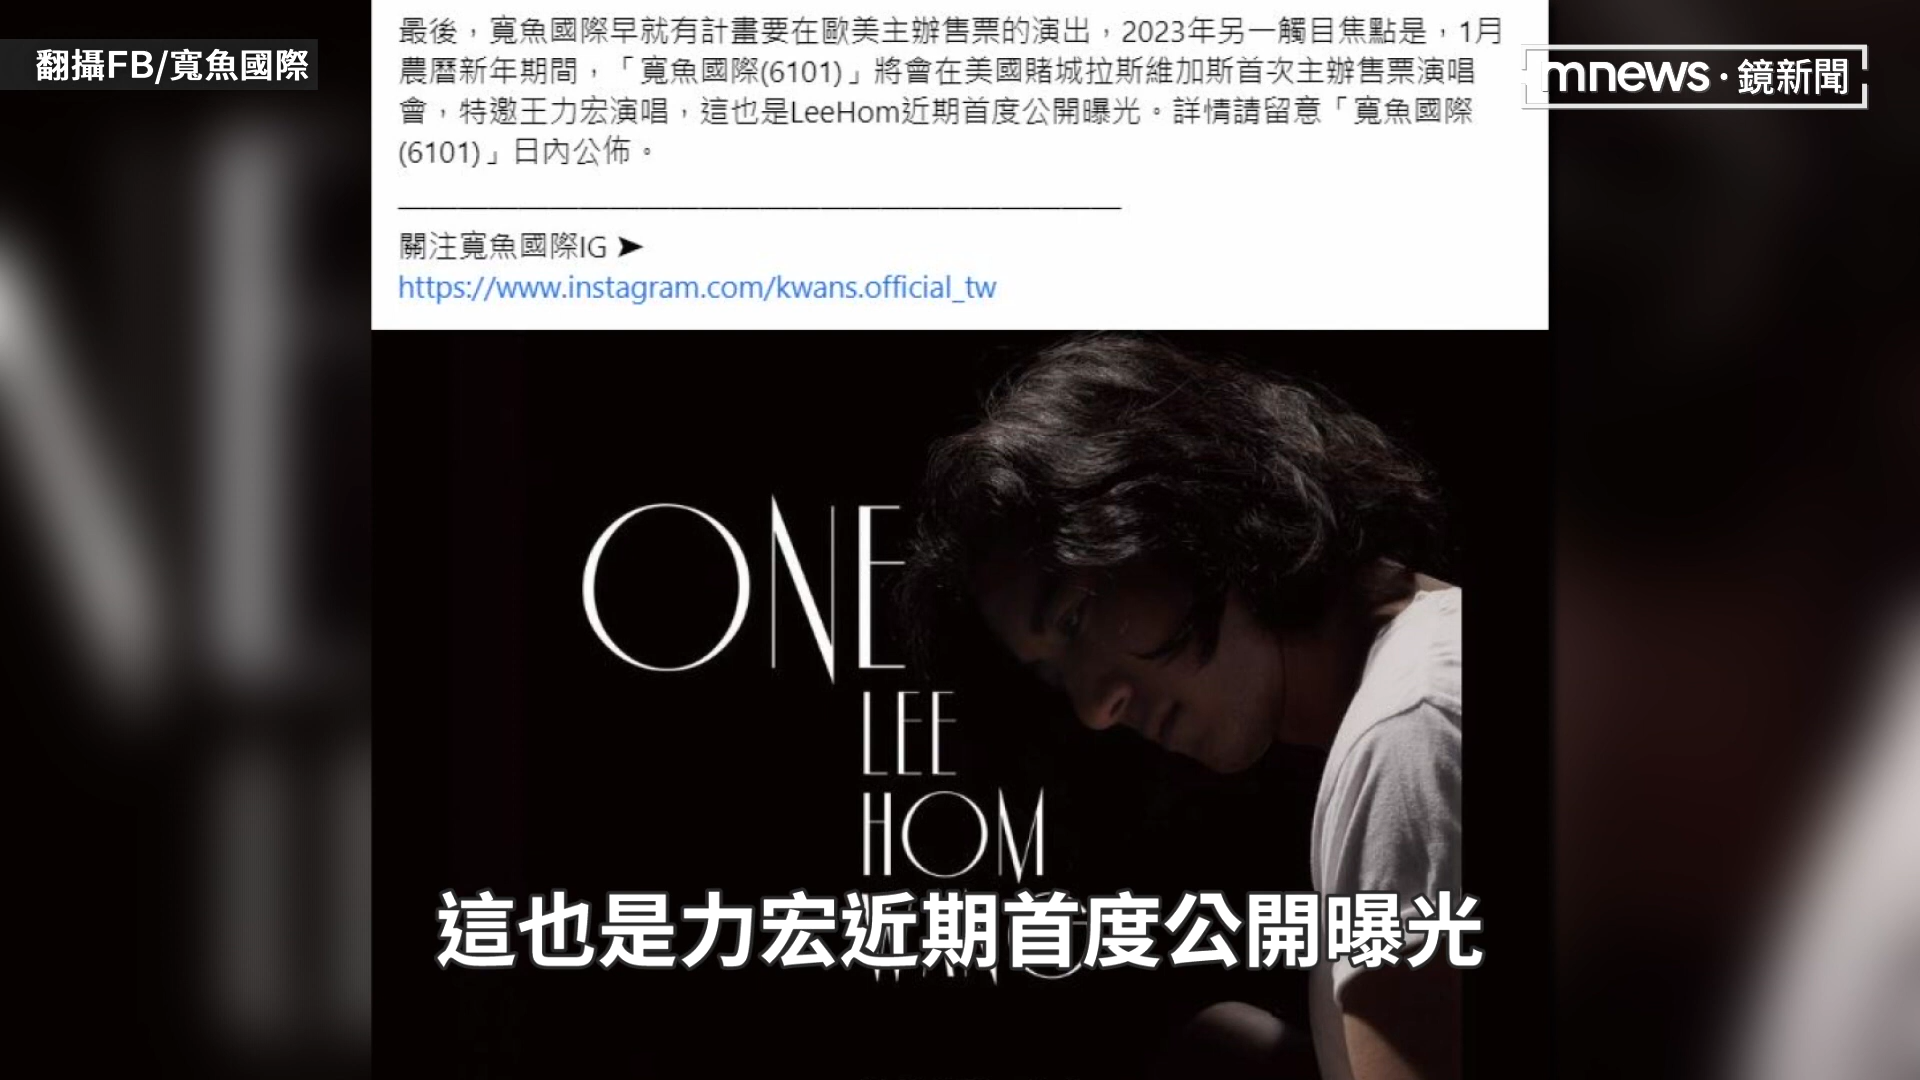 翻攝FB/寬魚國際
mnews·鏡新聞
最後，寬魚國際早就有計畫要在歐美主辦售票的演出，2023年另一觸目焦點是，1月
農曆新年期間，「寬魚國際(6101)」將會在美國賭城拉斯維加斯首次主辦售票演唱
會，特邀王力宏演唱，這也是LeeHom近期首度公開曝光。詳情請留意「寬魚國際
(6101)」日內公佈。
關注寬魚國際IG ➤
https://www.instagram.com/kwans.official_tw
ONE
LEE
HOM
這也是力宏近期首度公開曝光